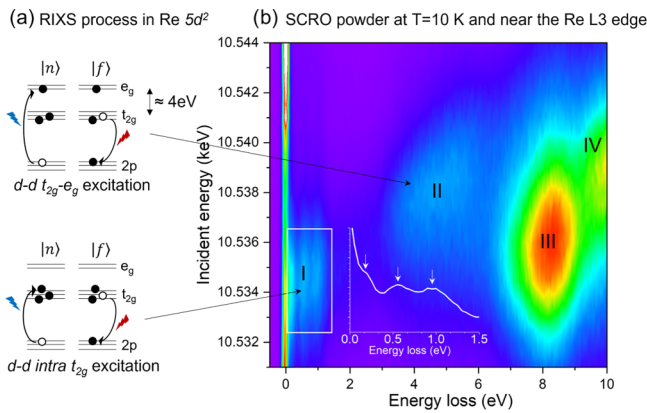 (a) RIXS process in Re 5d²
|n⟩ |f⟩
e_g
≈ 4eV
t_2g
2p
d-d t_2g-e_g excitation
|n⟩ |f⟩
e_g
t_2g
2p
d-d intra t_2g excitation
(b) SCRO powder at T=10 K and near the Re L3 edge
Incident energy (keV)
10.544
10.542
10.540
10.538
10.536
10.534
10.532
I
II
III
IV
0.0 0.5 1.0 1.5
Energy loss (eV)
0 2 4 6 8 10
Energy loss (eV)